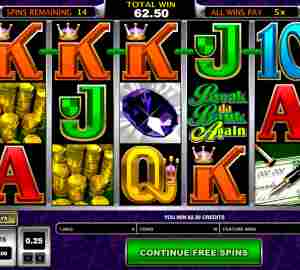 TOTAL WIN
SPINS REMAINING 14
62.50
ALL WINS PAY 5x
K K K J 10
J
Break
da
Bank
Again
A
A Q K
YOU WIN 62.50 CREDITS
0.25
CONTINUE FREE SPINS